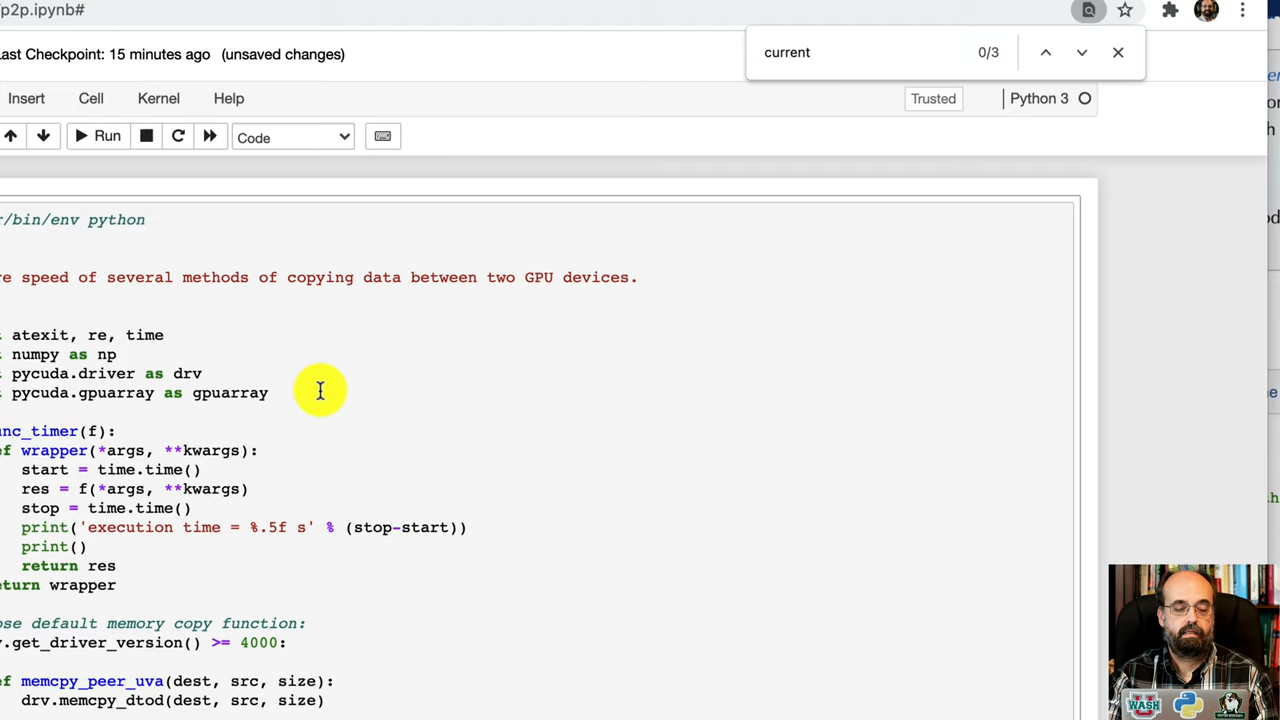 p2p.ipynb#
current 0/3
ast Checkpoint: 15 minutes ago (unsaved changes)
Insert Cell Kernel Help Trusted Python 3
Run Code
r/bin/env python
e speed of several methods of copying data between two GPU devices.
t atexit, re, time
t numpy as np
t pycuda.driver as drv
t pycuda.gpuarray as gpuarray
nc_timer(f):
ef wrapper(*args, **kwargs):
start = time.time()
res = f(*args, **kwargs)
stop = time.time()
print('execution time = %.5f s' % (stop-start))
print()
return res
eturn wrapper
ose default memory copy function:
v.get_driver_version() >= 4000:
ef memcpy_peer_uva(dest, src, size):
drv.memcpy_dtod(dest, src, size)
WASH